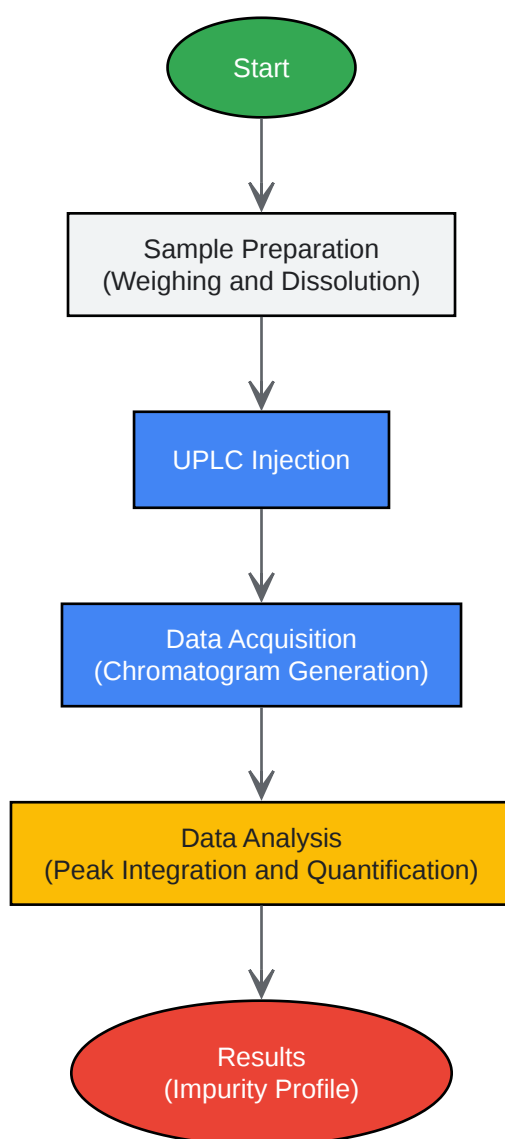 Start
Sample Preparation
(Weighing and Dissolution)
UPLC Injection
Data Acquisition
(Chromatogram Generation)
Data Analysis
(Peak Integration and Quantification)
Results
(Impurity Profile)